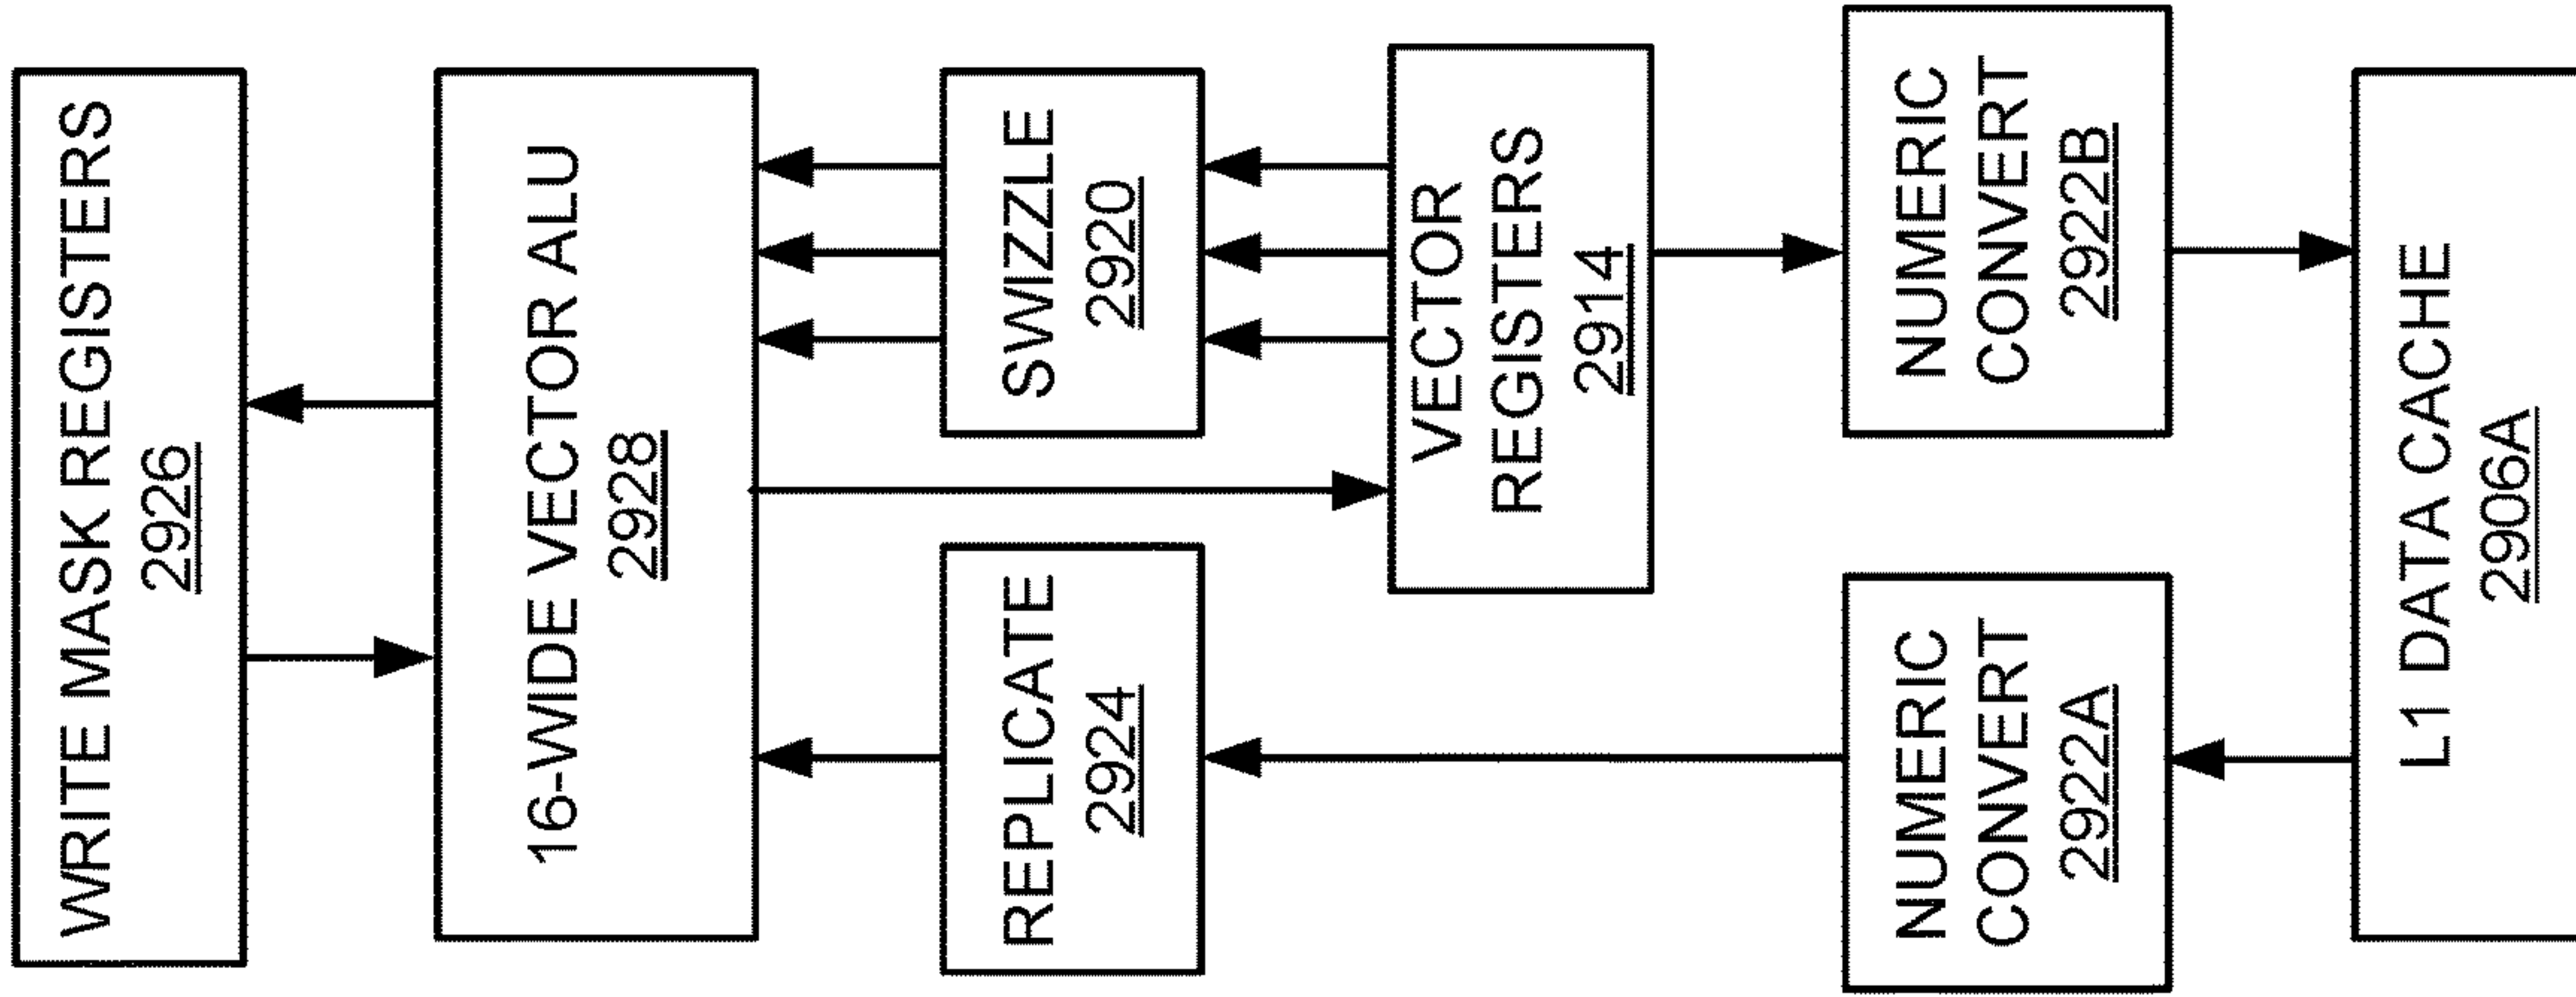 WRITE MASK REGISTERS
2926
16-WIDE VECTOR ALU
2928
REPLICATE
2924
SWIZZLE
2920
VECTOR
REGISTERS
2914
NUMERIC
CONVERT
2922A
NUMERIC
CONVERT
2922B
L1 DATA CACHE
2906A